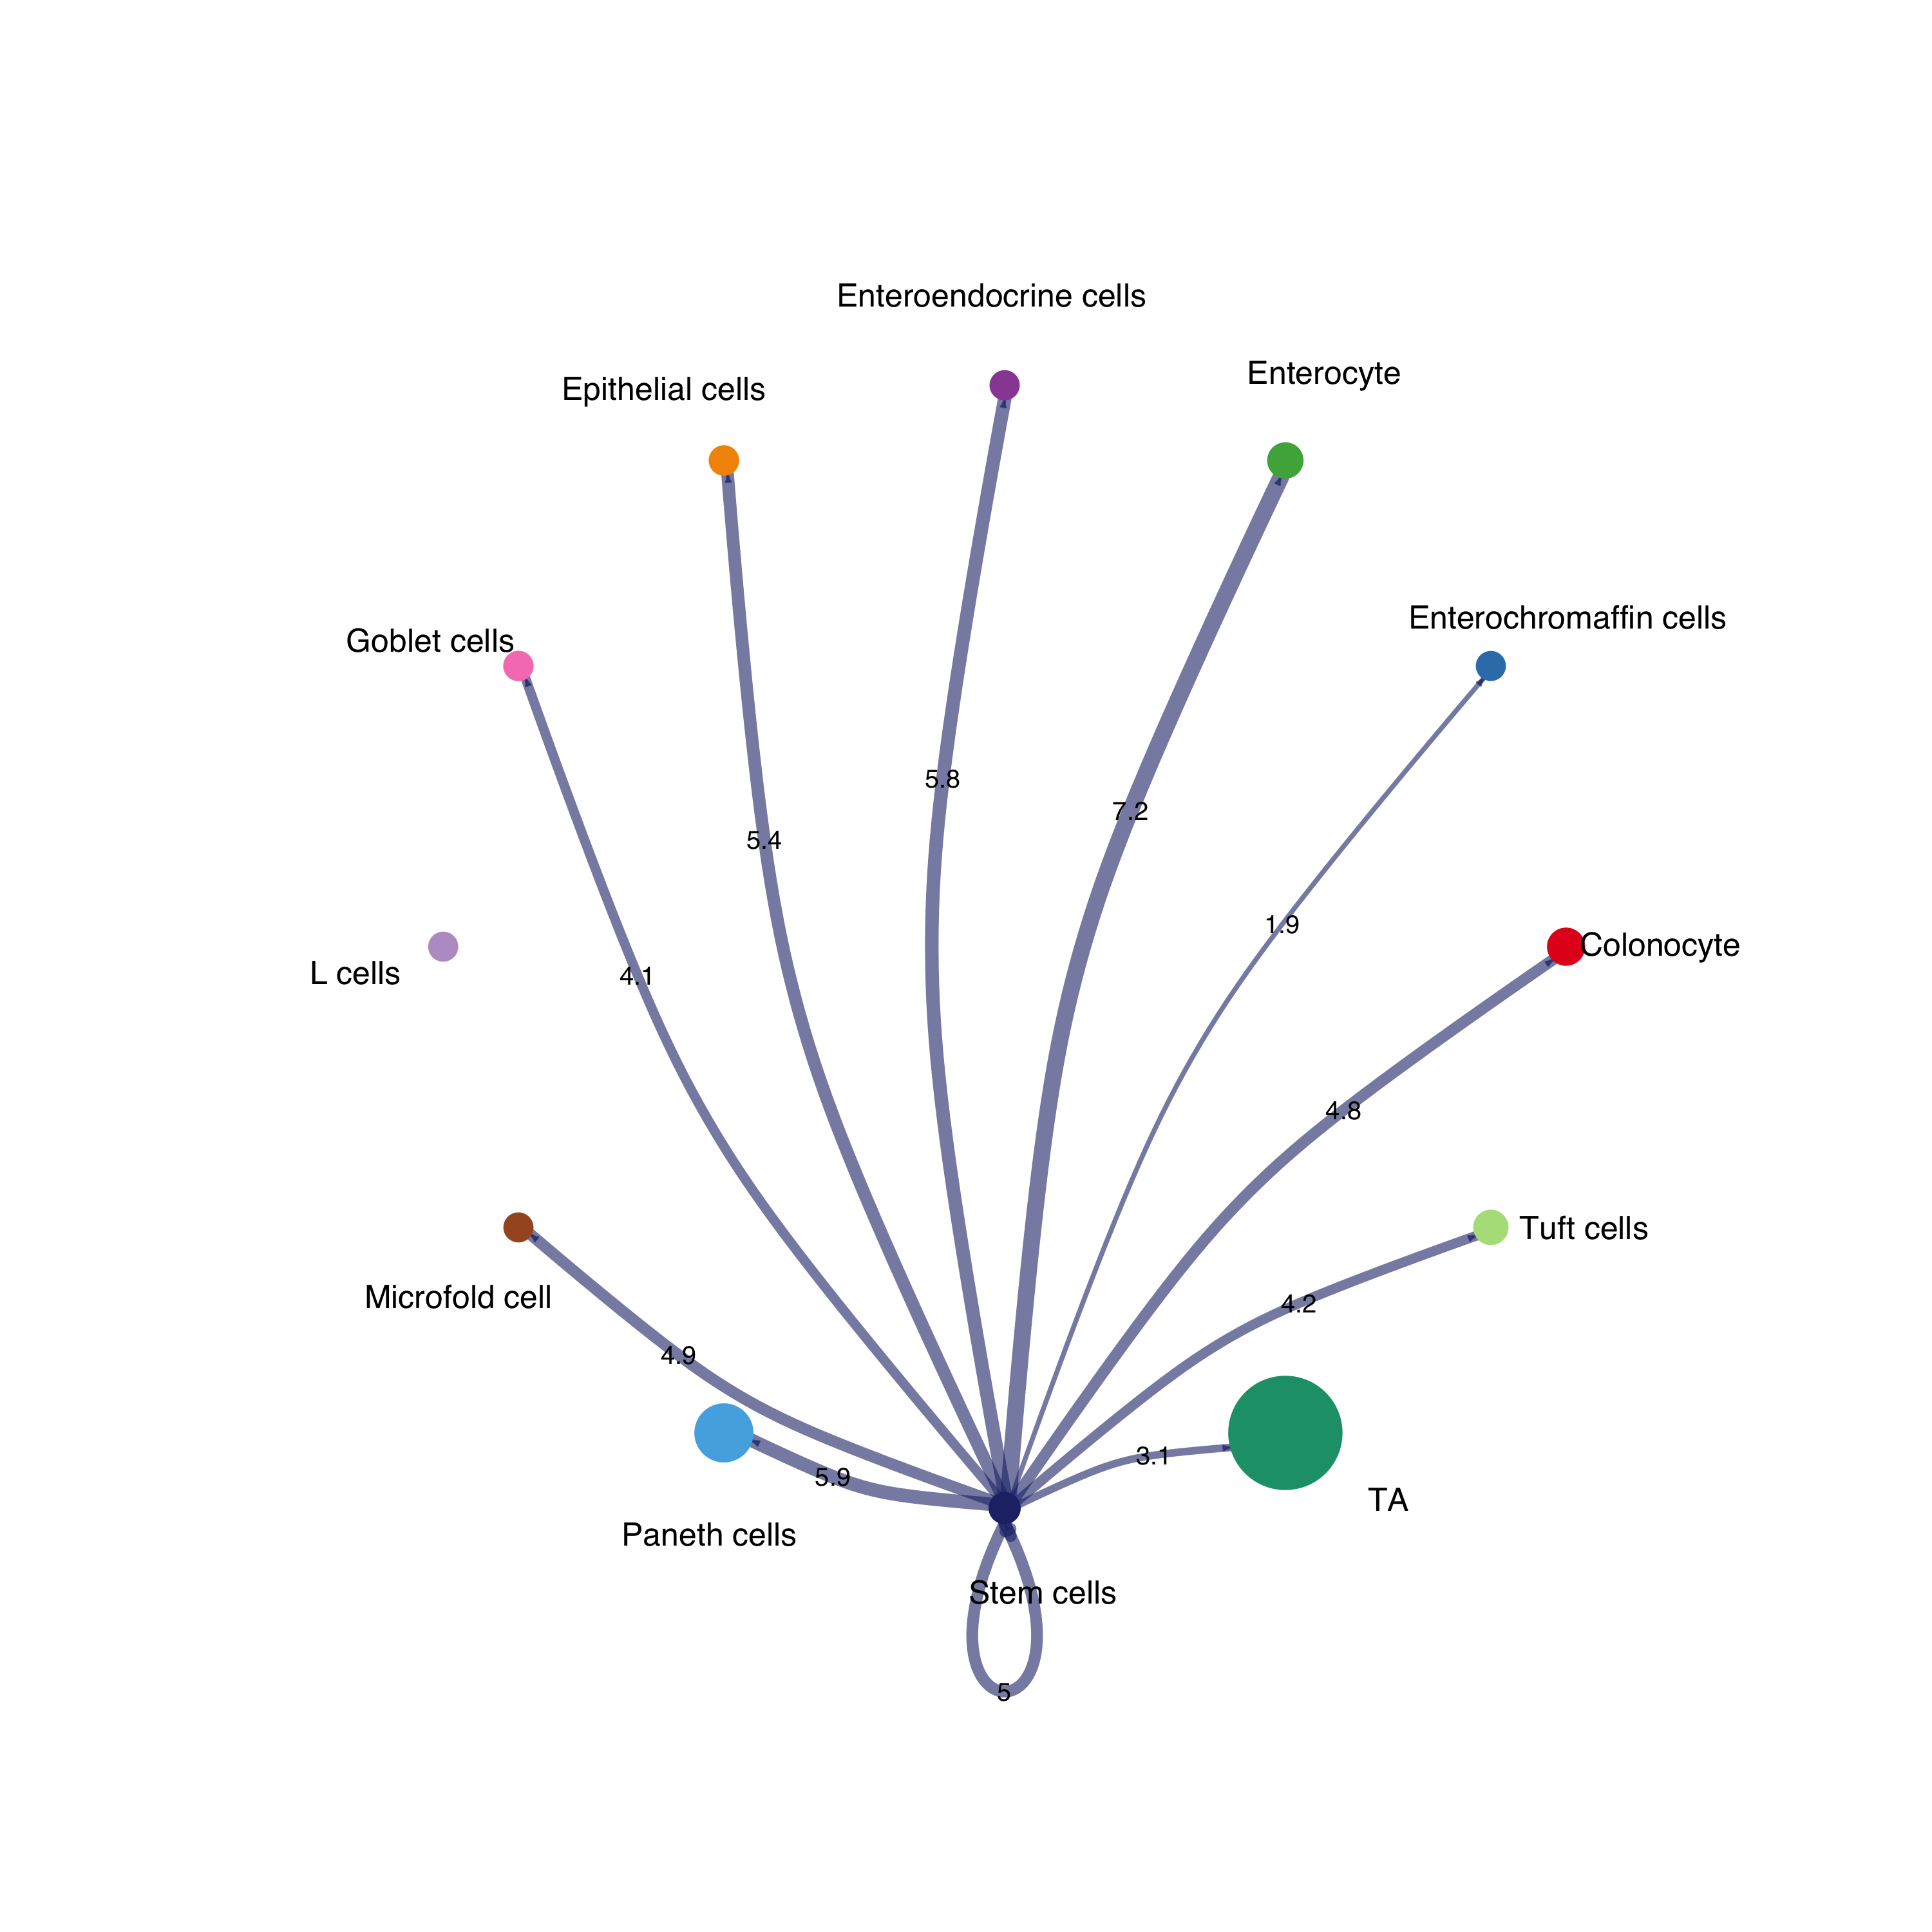 Enteroendocrine cells
Enterocyte
Epithelial cells
Enterochromaffin cells
Goblet cells
5.8
7.2
5.4
1.9
Colonocyte
L cells
4.1
4.8
Tuft cells
Microfold cell
4.2
4.9
3.1
5.9
TA
Paneth cells
Stem cells
5